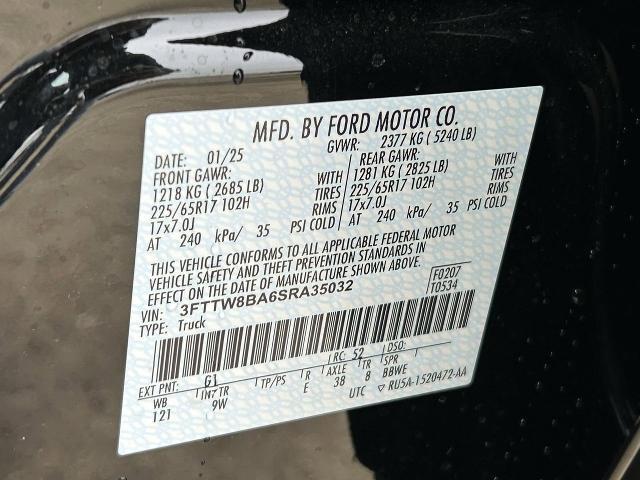 MFD. BY FORD MOTOR CO.
DATE: 01/25 GVWR: 2377 KG ( 5240 LB)
FRONT GAWR: WITH REAR GAWR: WITH
1218 KG ( 2685 LB) TIRES 1281 KG ( 2825 LB) TIRES
225/65R17 102H RIMS 225/65R17 102H RIMS
17x7.0J PSI COLD 17x7.0J PSI COLD
AT 240 kPa/ 35 AT 240 kPa/ 35
THIS VEHICLE CONFORMS TO ALL APPLICABLE FEDERAL MOTOR
VEHICLE SAFETY AND THEFT PREVENTION STANDARDS IN
EFFECT ON THE DATE OF MANUFACTURE SHOWN ABOVE.
VIN: 3FTTW8BA6SRA35032 F0207
TYPE: Truck T0534
EXT PNT: G1 RC: 52 DSO:
WB INT TR TP/PS R AXLE TR SPR
121 9W E 38 8 BBWE
UTC ▽ RU5A-1520472-AA